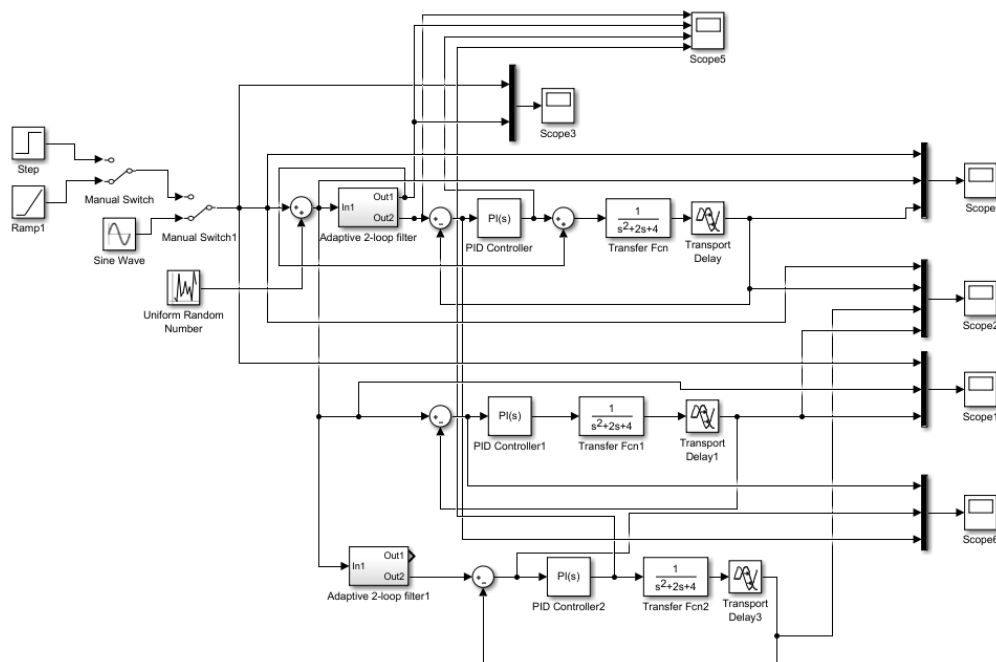 Scope5
Scope3
Step
Manual Switch
Ramp1
Manual Switch1
Sine Wave
Uniform Random
Number
In1
Out1
Out2
Adaptive 2-loop filter
PI(s)
PID Controller
1
s²+2s+4
Transfer Fcn
Transport
Delay
Scope
Scope2
PI(s)
PID Controller1
1
s²+2s+4
Transfer Fcn1
Transport
Delay1
Scope1
Scope6
In1
Out1
Out2
Adaptive 2-loop filter1
PI(s)
PID Controller2
1
s²+2s+4
Transfer Fcn2
Transport
Delay3